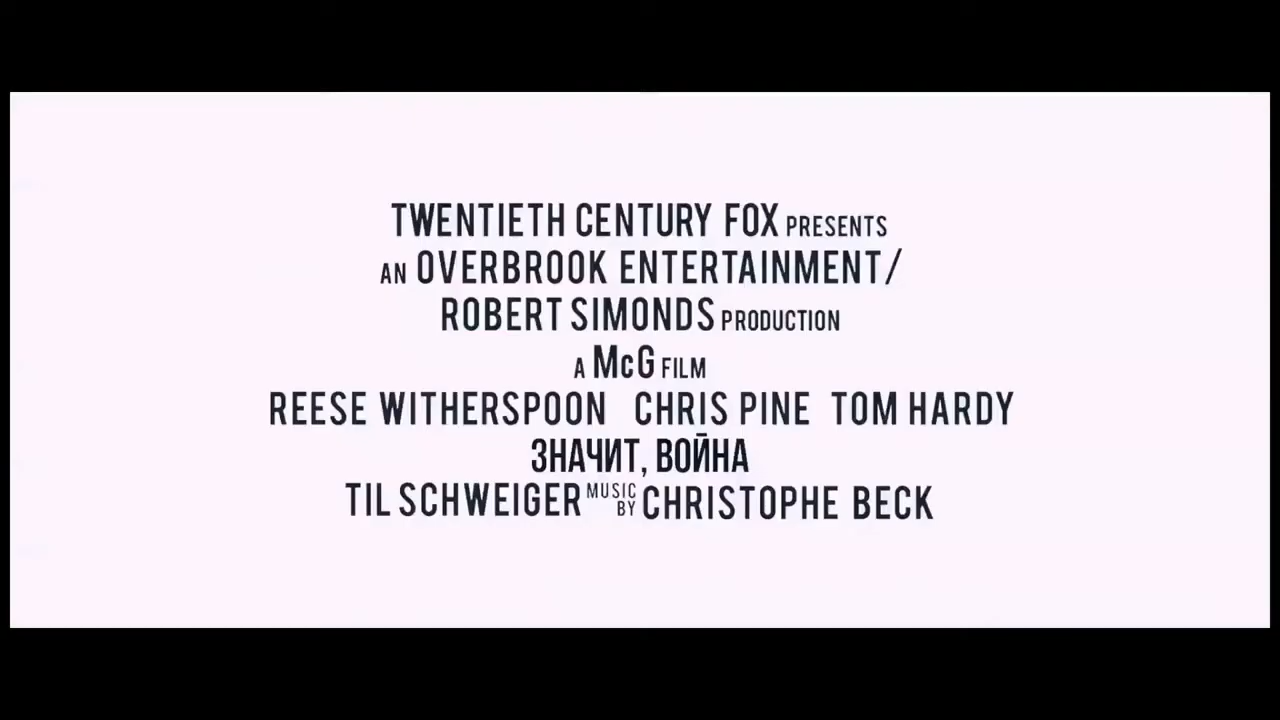 TWENTIETH CENTURY FOX PRESENTS
AN OVERBROOK ENTERTAINMENT/
ROBERT SIMONDS PRODUCTION
A McG FILM
REESE WITHERSPOON CHRIS PINE TOM HARDY
ЗНАЧИТ, ВОЙНА
TIL SCHWEIGER MUSIC BY CHRISTOPHE BECK